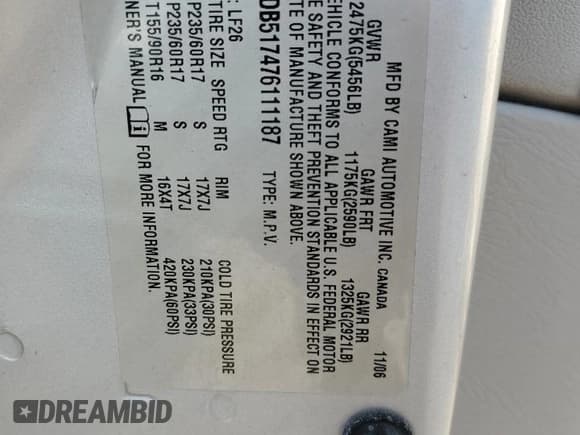 MFD BY CAMI AUTOMOTIVE INC. CANADA 11/06
GVWR GAWR FRT GAWR RR
2475KG(5456LB) 1175KG(2590LB) 1325KG(2921LB)
VEHICLE CONFORMS TO ALL APPLICABLE U.S. FEDERAL MOTOR
SAFETY AND THEFT PREVENTION STANDARDS IN EFFECT ON
OF MANUFACTURE SHOWN ABOVE.
DB517476111187 TYPE: M.P.V.
: LF26
TIRE SIZE SPEED RTG RIM COLD TIRE PRESSURE
P235/60R17 S 17X7J 210KPA(30PSI)
P235/60R17 S 17X7J 230KPA(33PSI)
T155/90R16 M 16X4T 420KPA(60PSI)
NER'S MANUAL FOR MORE INFORMATION.
DREAMBID